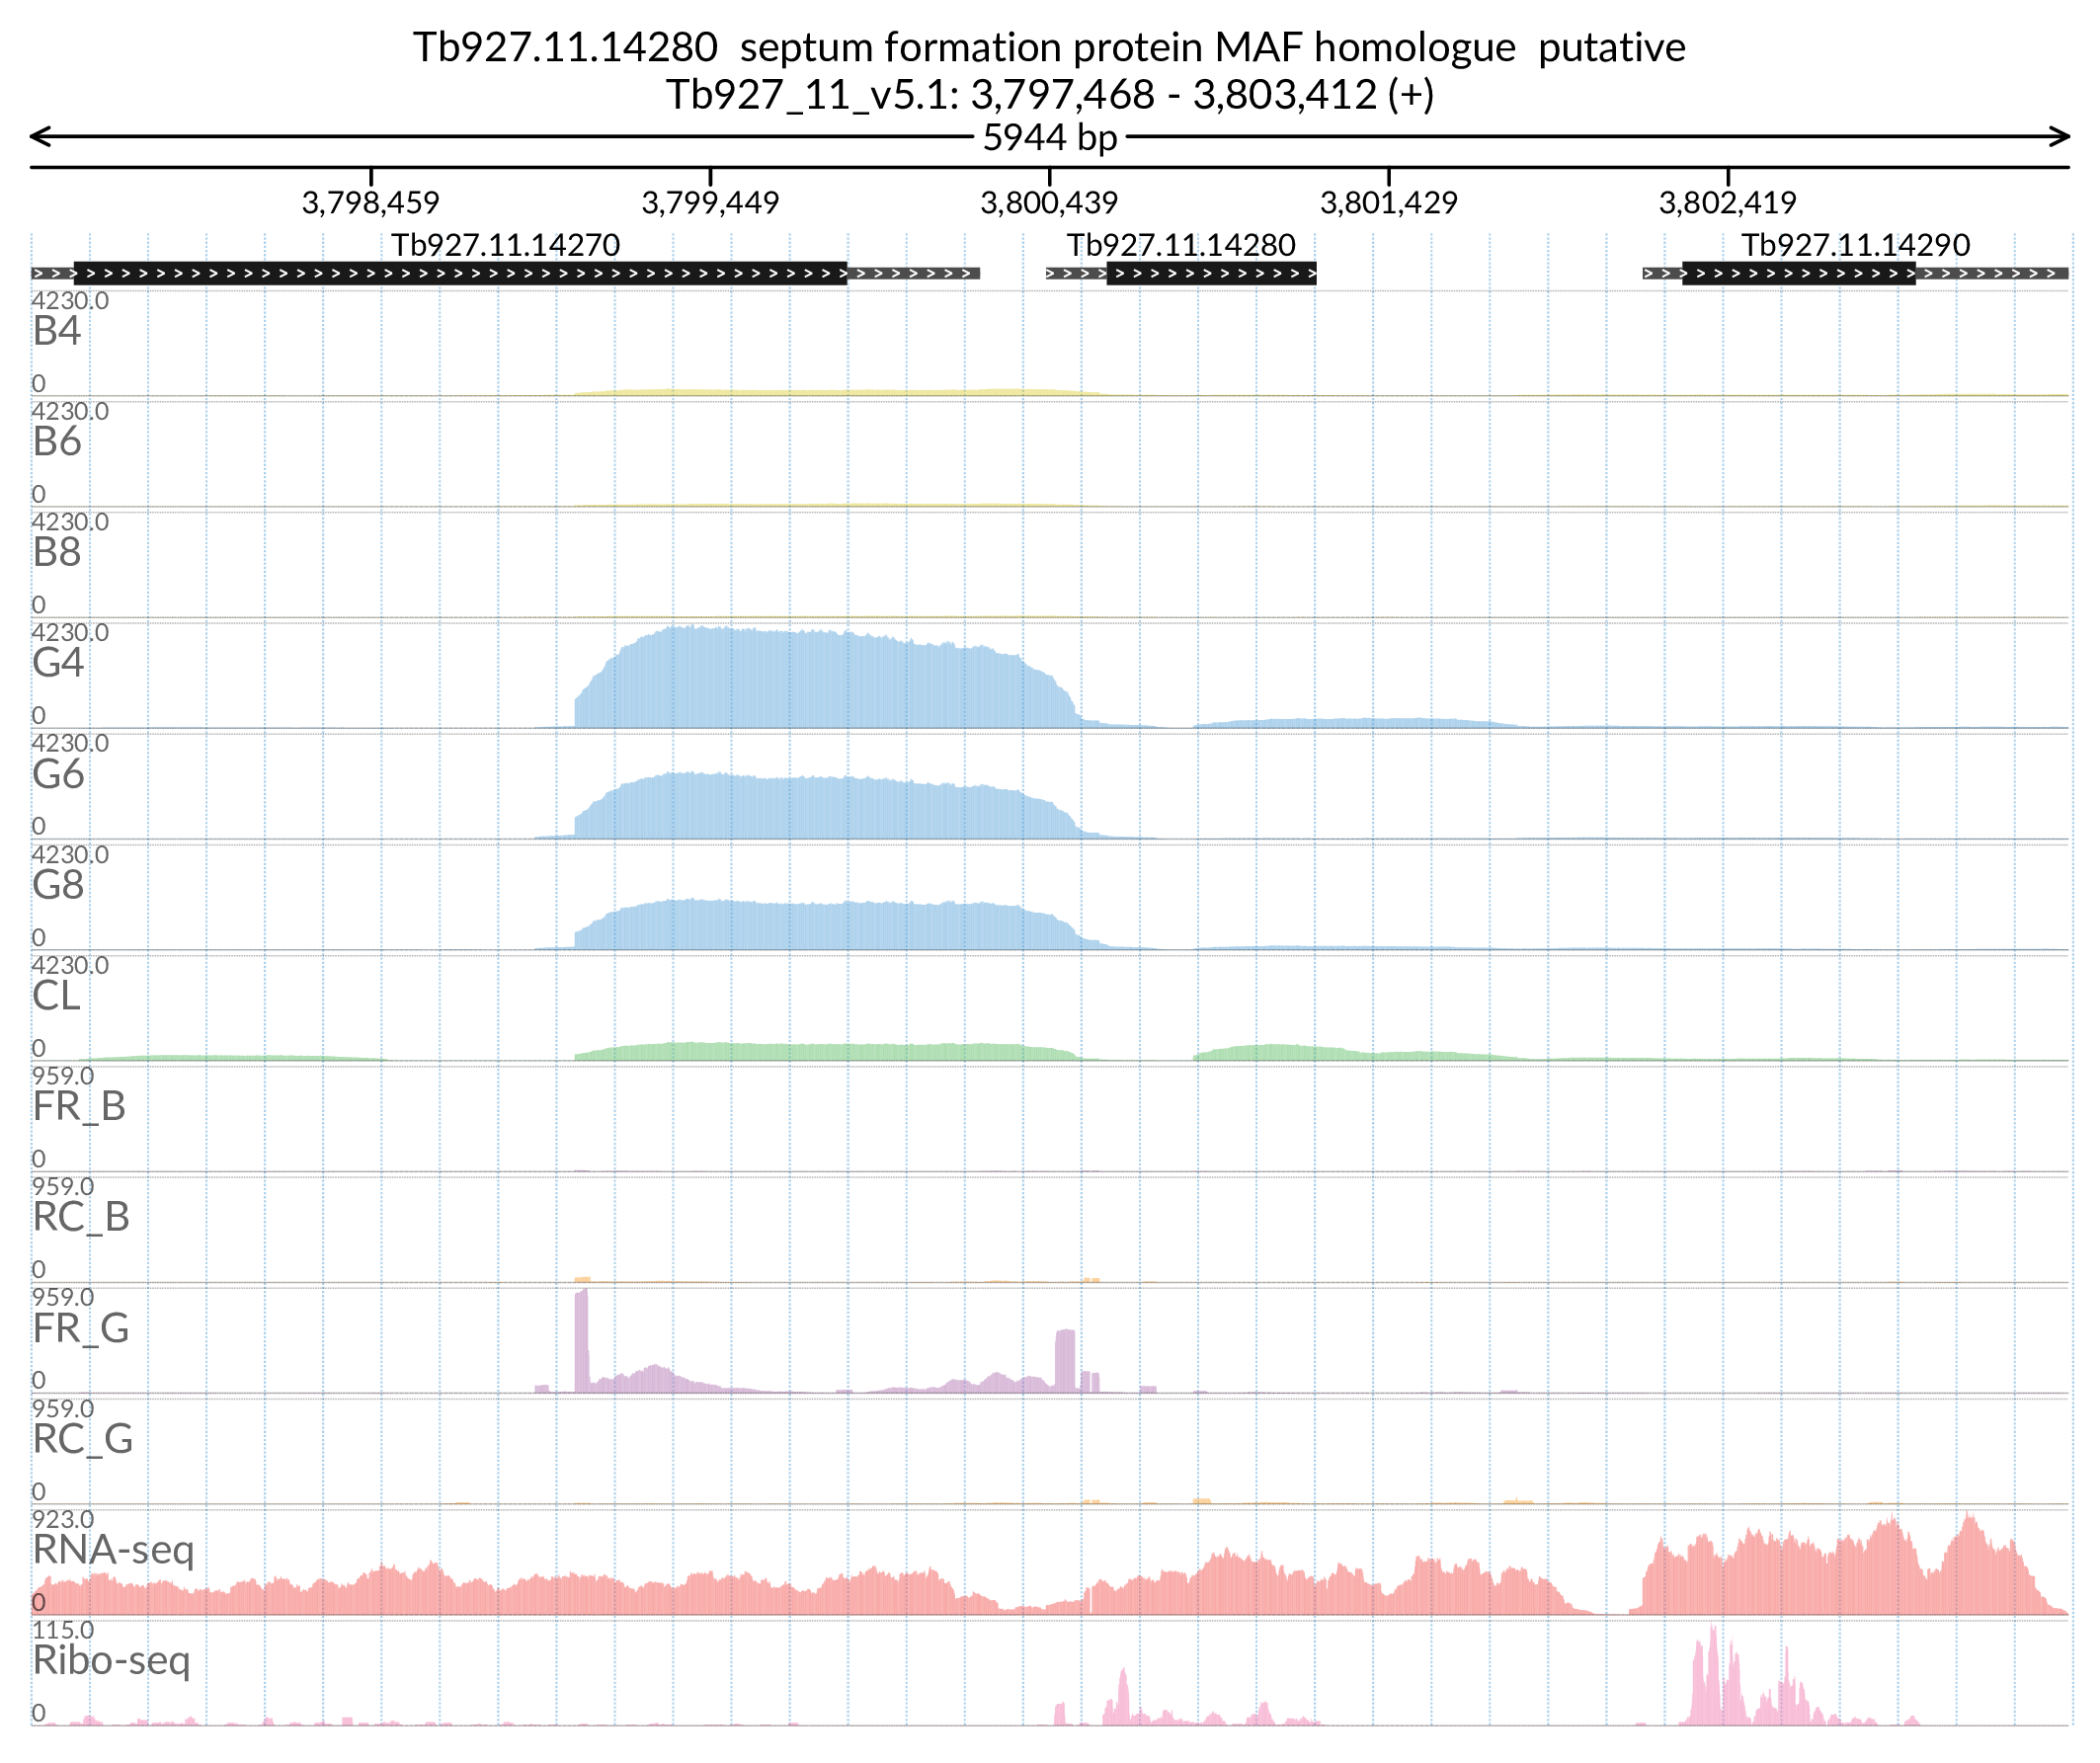 Tb927.11.14280  septum formation protein MAF homologue  putative
Tb927_11_v5.1: 3,797,468 - 3,803,412 (+)
5944 bp
3,798,459 3,799,449 3,800,439 3,801,429 3,802,419
Tb927.11.14270 Tb927.11.14280 Tb927.11.14290
4230.0
B4
0
4230.0
B6
0
4230.0
B8
0
4230.0
G4
0
4230.0
G6
0
4230.0
G8
0
4230.0
CL
0
959.0
FR_B
0
959.0
RC_B
0
959.0
FR_G
0
959.0
RC_G
0
923.0
RNA-seq
0
115.0
Ribo-seq
0